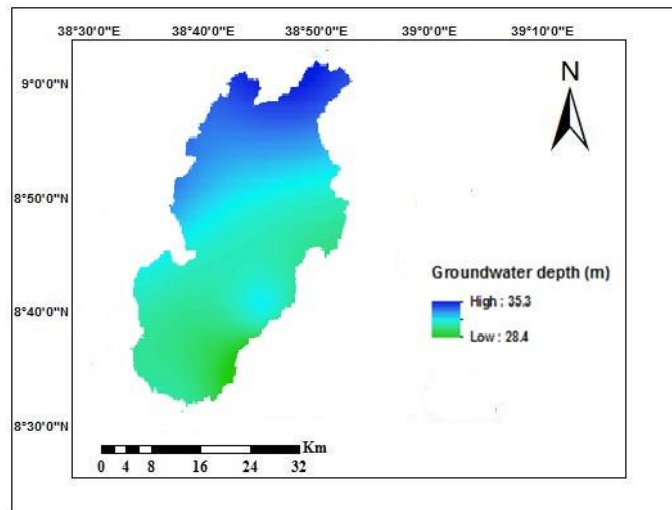 38°30'0"E 38°40'0"E 38°50'0"E 39°0'0"E 39°10'0"E
9°0'0"N
N
8°50'0"N
Groundwater depth (m)
High : 35.3
8°40'0"N
Low : 28.4
8°30'0"N
Km
0 4 8 16 24 32